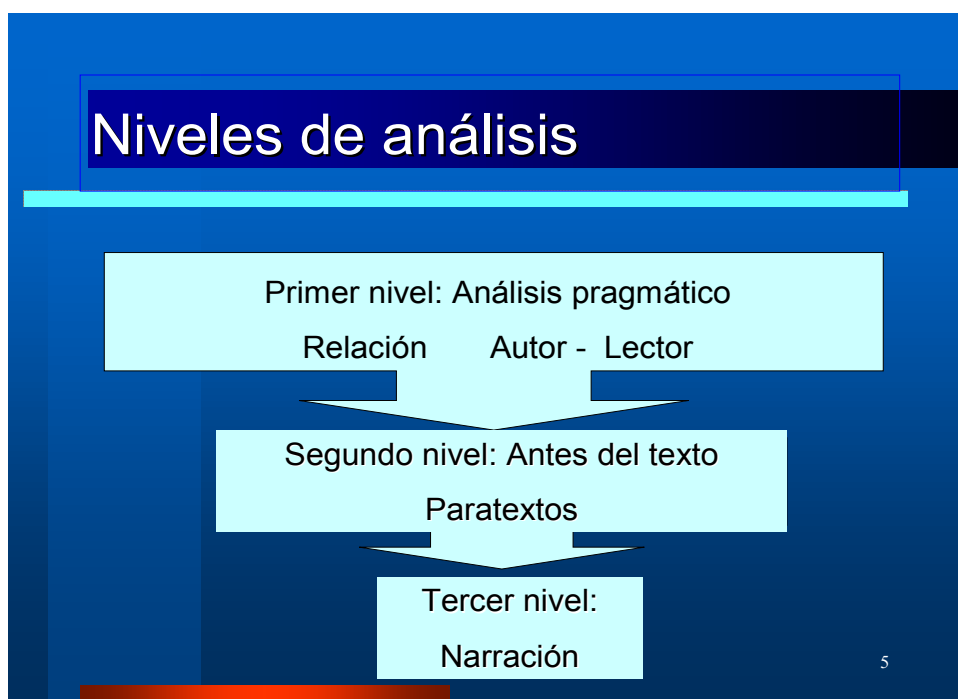 Niveles de análisis
Primer nivel: Análisis pragmático
Relación Autor - Lector
Segundo nivel: Antes del texto
Paratextos
Tercer nivel:
Narración
5